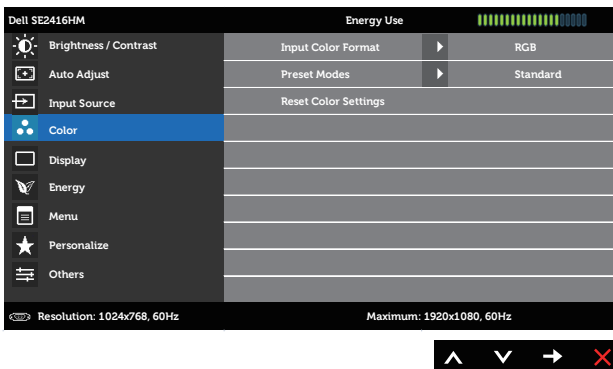 Dell SE2416HM Energy Use
Brightness / Contrast Input Color Format RGB
Auto Adjust Preset Modes Standard
Input Source Reset Color Settings
Color
Display
Energy
Menu
Personalize
Others
Resolution: 1024x768, 60Hz Maximum: 1920x1080, 60Hz